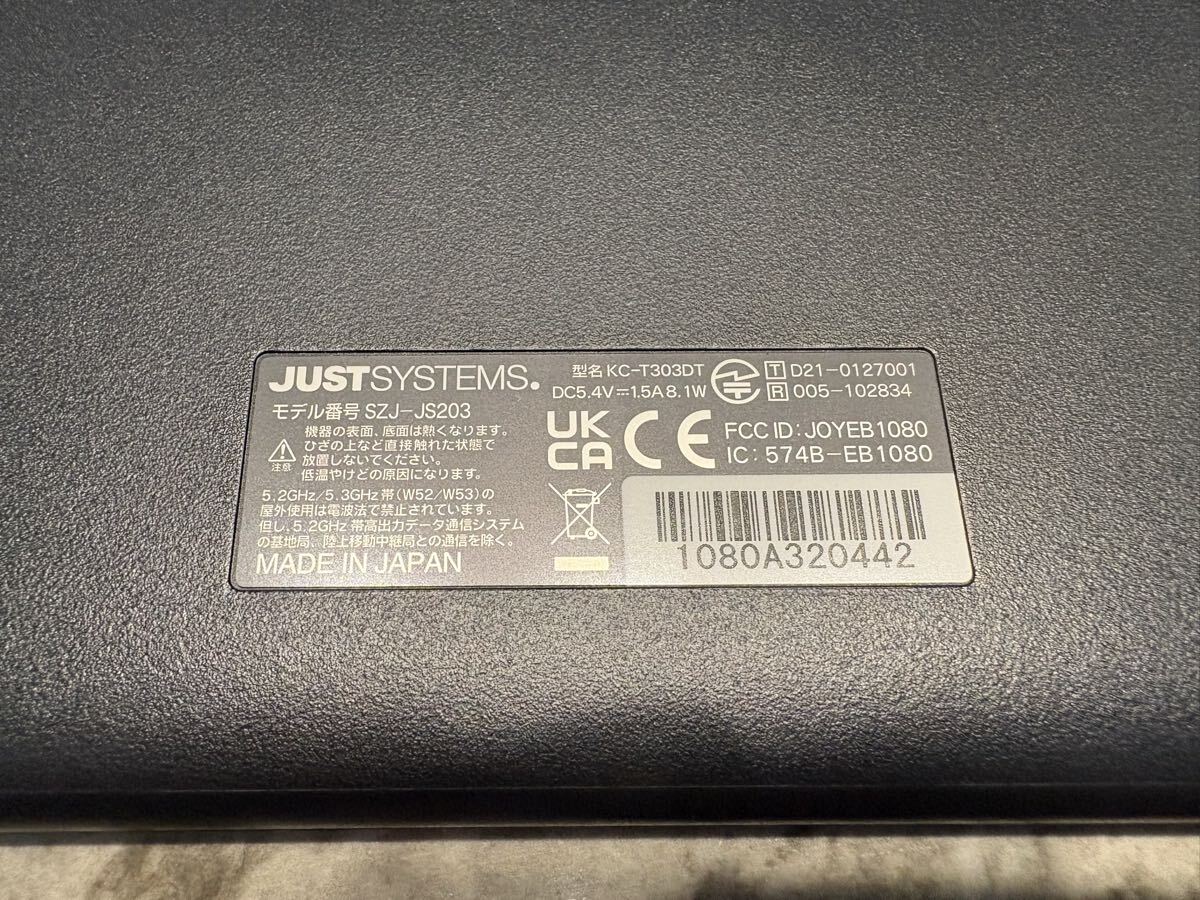 JUSTSYSTEMS.
モデル番号 SZJ-JS203
機器の表面、底面は熱くなります。
ひざの上など直接触れた状態で
放置しないでください。
低温やけどの原因になります。
注意
5.2GHz/5.3GHz帯(W52/W53)の
屋外使用は電波法で禁止されています。
但し、5.2GHz帯高出力データ通信システム
の基地局、陸上移動中継局との通信を除く。
MADE IN JAPAN
型名 KC-T303DT
DC5.4V 1.5A 8.1W
T D21-0127001
R 005-102834
UK
CA
CE
FCC ID: JOYEB1080
IC: 574B-EB1080
1080A320442